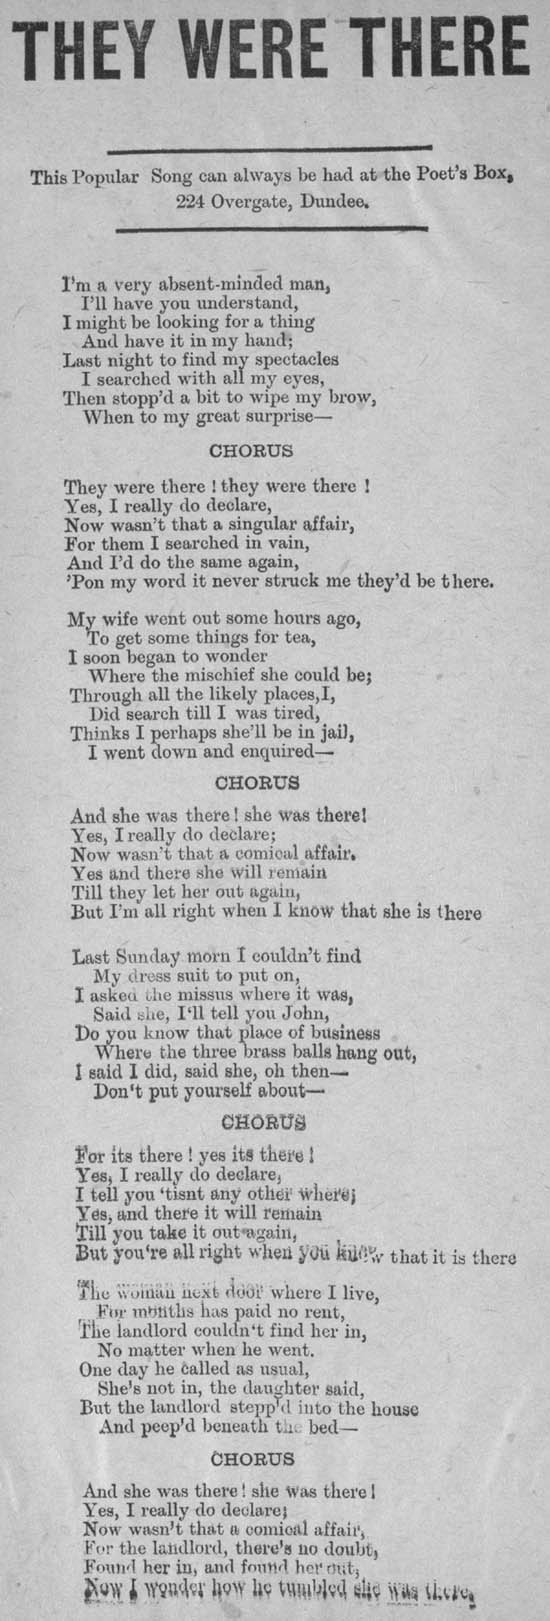 THEY WERE THERE
This Popular Song can always be had at the Poet's Box,
224 Overgate, Dundee.
I'm a very absent-minded man,
I'll have you understand,
I might be looking for a thing
And have it in my hand;
Last night to find my spectacles
I searched with all my eyes,
Then stopp'd a bit to wipe my brow,
When to my great surprise—
CHORUS
They were there ! they were there !
Yes, I really do declare,
Now wasn't that a singular affair,
For them I searched in vain,
And I'd do the same again,
'Pon my word it never struck me they'd be there.
My wife went out some hours ago,
To get some things for tea,
I soon began to wonder
Where the mischief she could be;
Through all the likely places,I,
Did search till I was tired,
Thinks I perhaps she'll be in jail,
I went down and enquired—
CHORUS
And she was there! she was there!
Yes, I really do declare;
Now wasn't that a comical affair.
Yes and there she will remain
Till they let her out again,
But I'm all right when I know that she is there
Last Sunday morn I couldn't find
My dress suit to put on,
I asked the missus where it was,
Said she, I'll tell you John,
Do you know that place of business
Where the three brass balls hang out,
I said I did, said she, oh then—
Don't put yourself about—
CHORUS
For its there ! yes its there !
Yes, I really do declare,
I tell you 'tisnt any other where;
Yes, and there it will remain
Till you take it out again,
But you're all right when you know that it is there
The woman next door where I live,
For months has paid no rent,
The landlord couldn't find her in,
No matter when he went.
One day he called as usual,
She's not in, the daughter said,
But the landlord stepp'd into the house
And peep'd beneath the bed—
CHORUS
And she was there! she was there!
Yes, I really do declare;
Now wasn't that a comical affair,
For the landlord, there's no doubt,
Found her in, and found her out,
Now I wonder how he tumbled she was there.